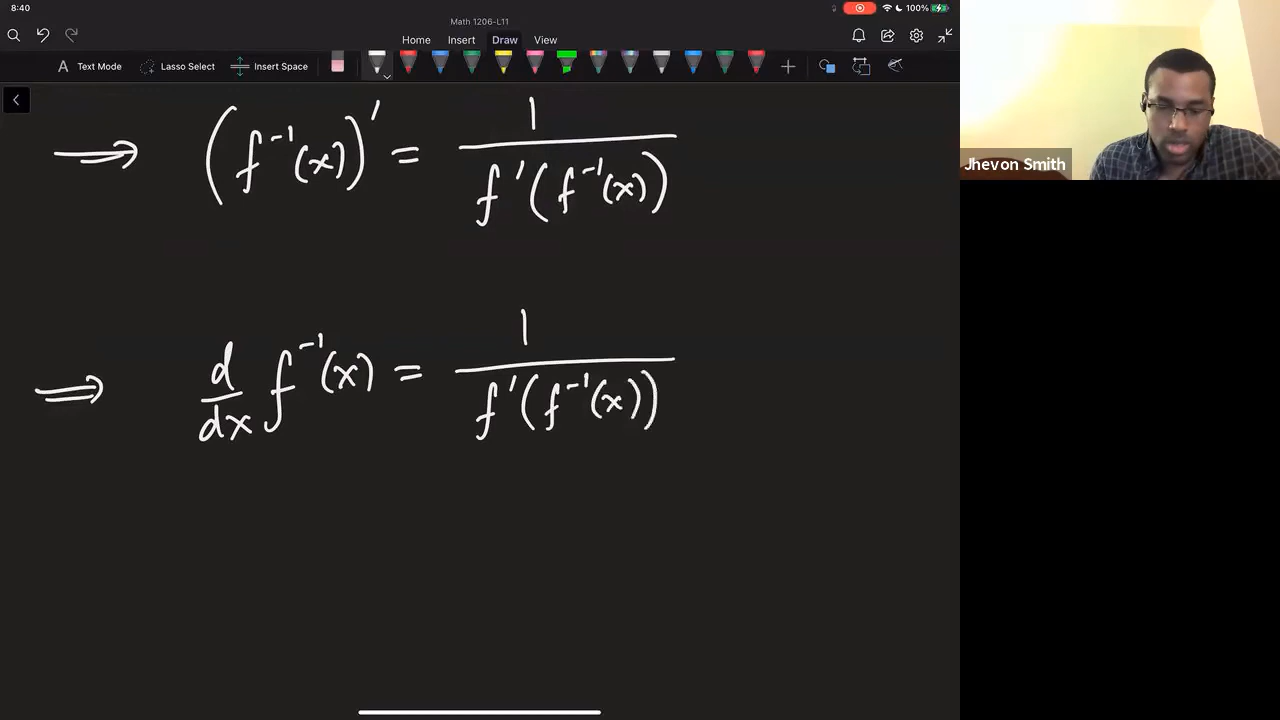 8:40
100%
Math 1206-L11
Home Insert Draw View
Text Mode Lasso Select Insert Space
⟶ (f⁻¹(x))' = 1 / f'(f⁻¹(x))
⟹ d/dx f⁻¹(x) = 1 / f'(f⁻¹(x))
Jhevon Smith